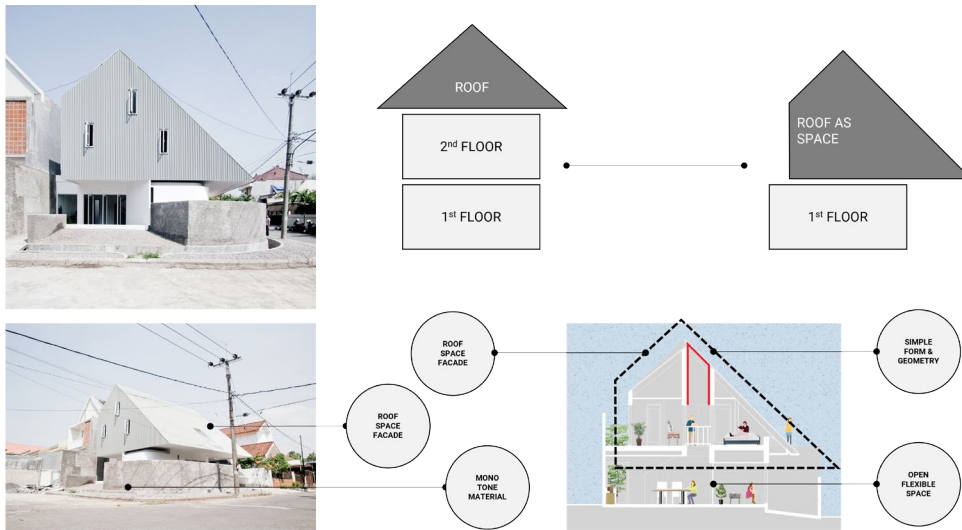 ROOF
2nd FLOOR
1st FLOOR
ROOF AS
SPACE
1st FLOOR
ROOF
SPACE
FACADE
ROOF
SPACE
FACADE
MONO
TONE
MATERIAL
SIMPLE
FORM &
GEOMETRY
OPEN
FLEXIBLE
SPACE